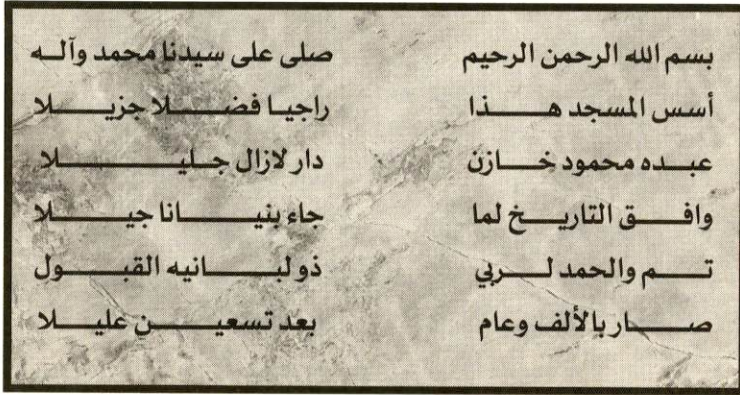 بسم الله الرحمن الرحيم صلى على سيدنا محمد وآله
أسس المسجد هذا راجيا فضلا جزيلا
عبده محمود خازن دار لازال جليلا
وافق التاريخ لما جاء بنيانا جيلا
تم والحمد لربي ذو لبانيه القبول
صار بالألف وعام بعد تسعين عليلا